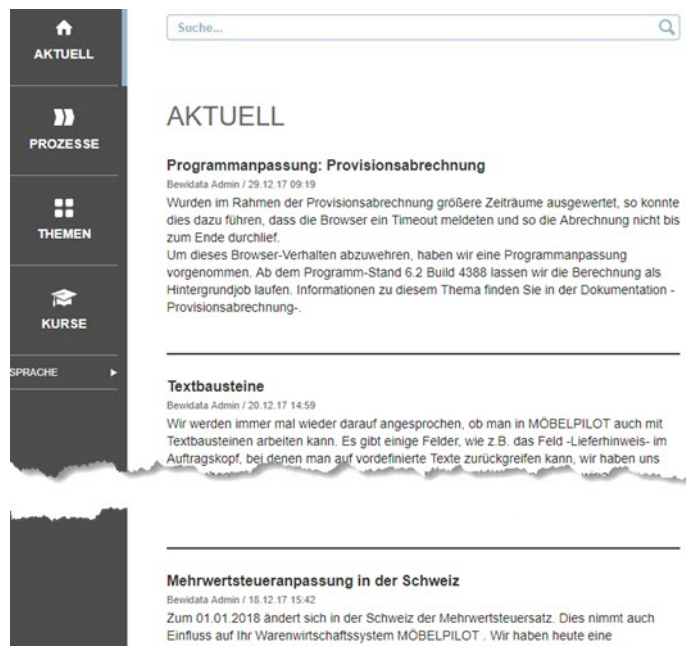 AKTUELL
PROZESSE
THEMEN
KURSE
SPRACHE
Suche...
AKTUELL
Programmanpassung: Provisionsabrechnung
Bewidata Admin / 29.12.17 09:19
Wurden im Rahmen der Provisionsabrechnung größere Zeiträume ausgewertet, so konnte
dies dazu führen, dass die Browser ein Timeout meldeten und so die Abrechnung nicht bis
zum Ende durchlief.
Um dieses Browser-Verhalten abzuwehren, haben wir eine Programmanpassung
vorgenommen. Ab dem Programm-Stand 6.2 Build 4388 lassen wir die Berechnung als
Hintergrundjob laufen. Informationen zu diesem Thema finden Sie in der Dokumentation -
Provisionsabrechnung-.
Textbausteine
Bewidata Admin / 20.12.17 14:59
Wir werden immer mal wieder darauf angesprochen, ob man in MÖBELPILOT auch mit
Textbausteinen arbeiten kann. Es gibt einige Felder, wie z.B. das Feld -Lieferhinweis- im
Auftragskopf, bei denen man auf vordefinierte Texte zurückgreifen kann, wir haben uns
Mehrwertsteueranpassung in der Schweiz
Bewidata Admin / 18.12.17 15:42
Zum 01.01.2018 ändert sich in der Schweiz der Mehrwertsteuersatz. Dies nimmt auch
Einfluss auf Ihr Warenwirtschaftssystem MÖBELPILOT . Wir haben heute eine